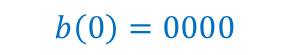 b(0) = 0000